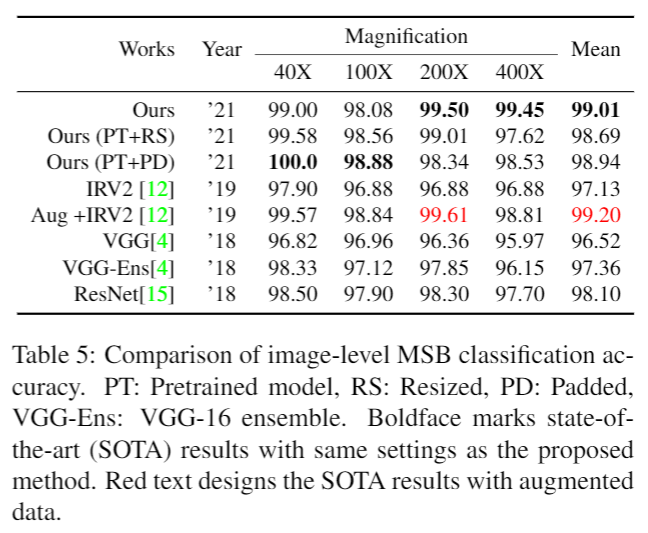 Works Year Magnification Mean
40X 100X 200X 400X
Ours ’21 99.00 98.08 99.50 99.45 99.01
Ours (PT+RS) ’21 99.58 98.56 99.01 97.62 98.69
Ours (PT+PD) ’21 100.0 98.88 98.34 98.53 98.94
IRV2 [12] ’19 97.90 96.88 96.88 96.88 97.13
Aug +IRV2 [12] ’19 99.57 98.84 99.61 98.81 99.20
VGG[4] ’18 96.82 96.96 96.36 95.97 96.52
VGG-Ens[4] ’18 98.33 97.12 97.85 96.15 97.36
ResNet[15] ’18 98.50 97.90 98.30 97.70 98.10
Table 5: Comparison of image-level MSB classification ac-
curacy. PT: Pretrained model, RS: Resized, PD: Padded,
VGG-Ens: VGG-16 ensemble. Boldface marks state-of-
the-art (SOTA) results with same settings as the proposed
method. Red text designs the SOTA results with augmented
data.